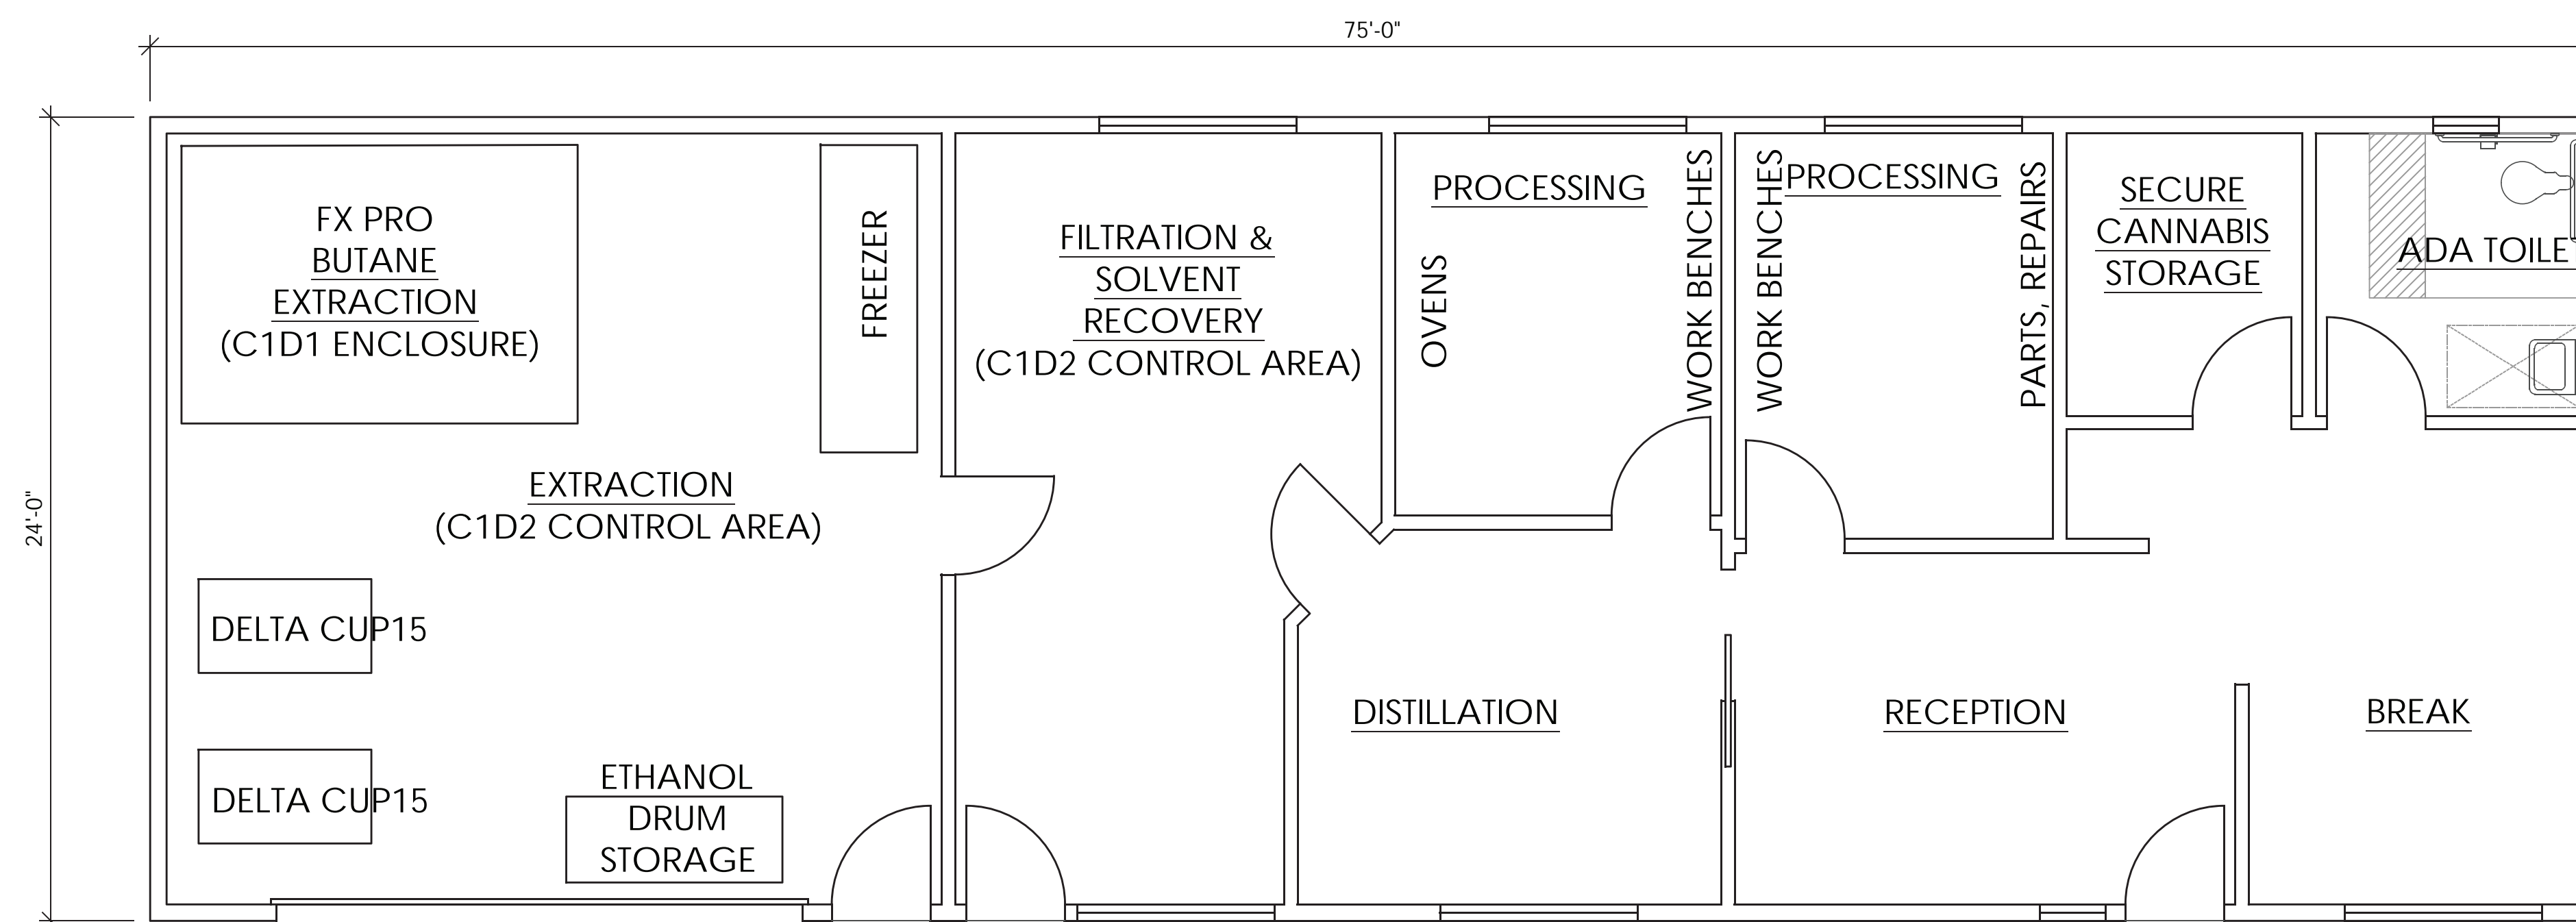 75'-0"
24'-0"
FX PRO
BUTANE
EXTRACTION
(C1D1 ENCLOSURE)
FREEZER
EXTRACTION
(C1D2 CONTROL AREA)
DELTA CUP15
DELTA CUP15
ETHANOL
DRUM
STORAGE
FILTRATION &
SOLVENT
RECOVERY
(C1D2 CONTROL AREA)
PROCESSING
OVENS
WORK BENCHES
WORK BENCHES
PROCESSING
PARTS, REPAIRS
SECURE
CANNABIS
STORAGE
ADA TOILE
DISTILLATION
RECEPTION
BREAK